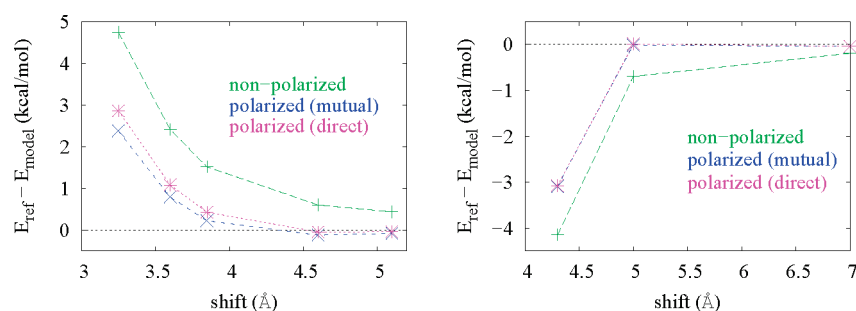 5
4
3
2
1
0
E_ref − E_model (kcal/mol)
non−polarized
polarized (mutual)
polarized (direct)
3
3.5
4
4.5
5
shift (Å)
0
−1
−2
−3
−4
E_ref − E_model (kcal/mol)
non−polarized
polarized (mutual)
polarized (direct)
4
4.5
5
5.5
6
6.5
7
shift (Å)